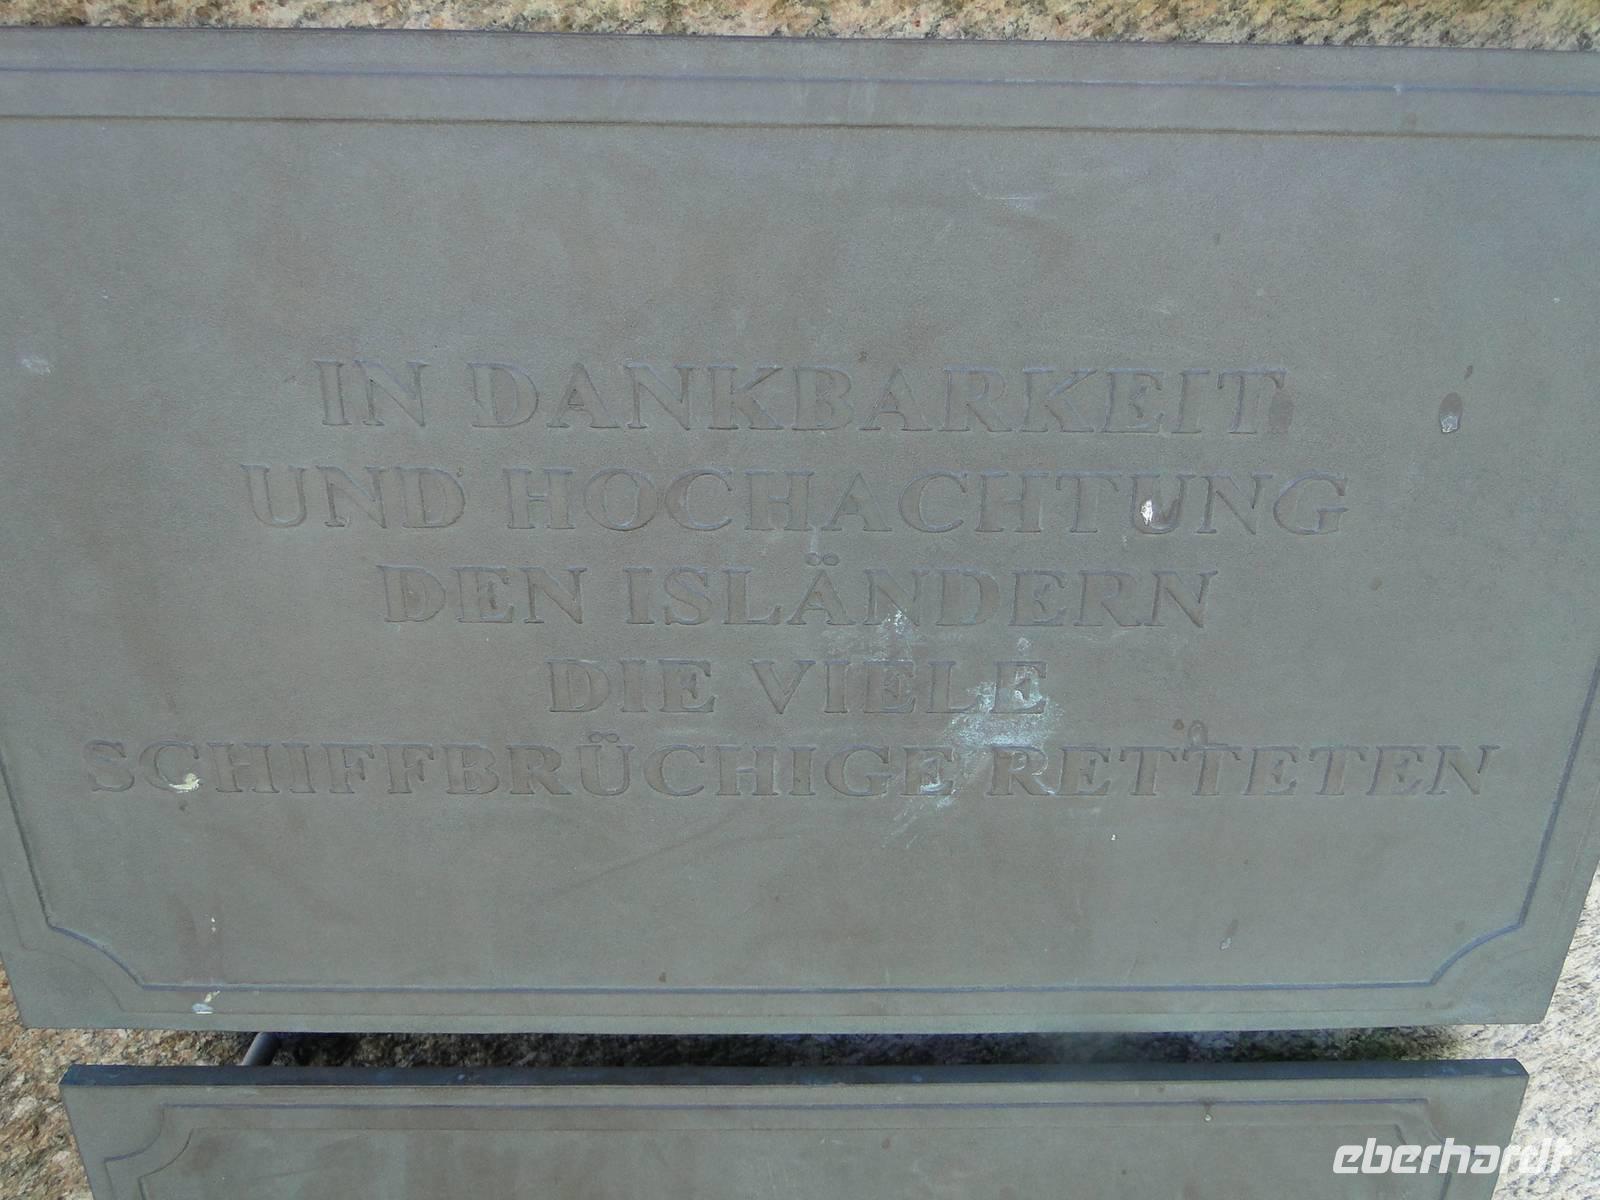 IN DANKBARKEIT
UND HOCHACHTUNG
DEN ISLÄNDERN
DIE VIELE
SCHIFFBRÜCHIGE RETTETEN
eberhardt